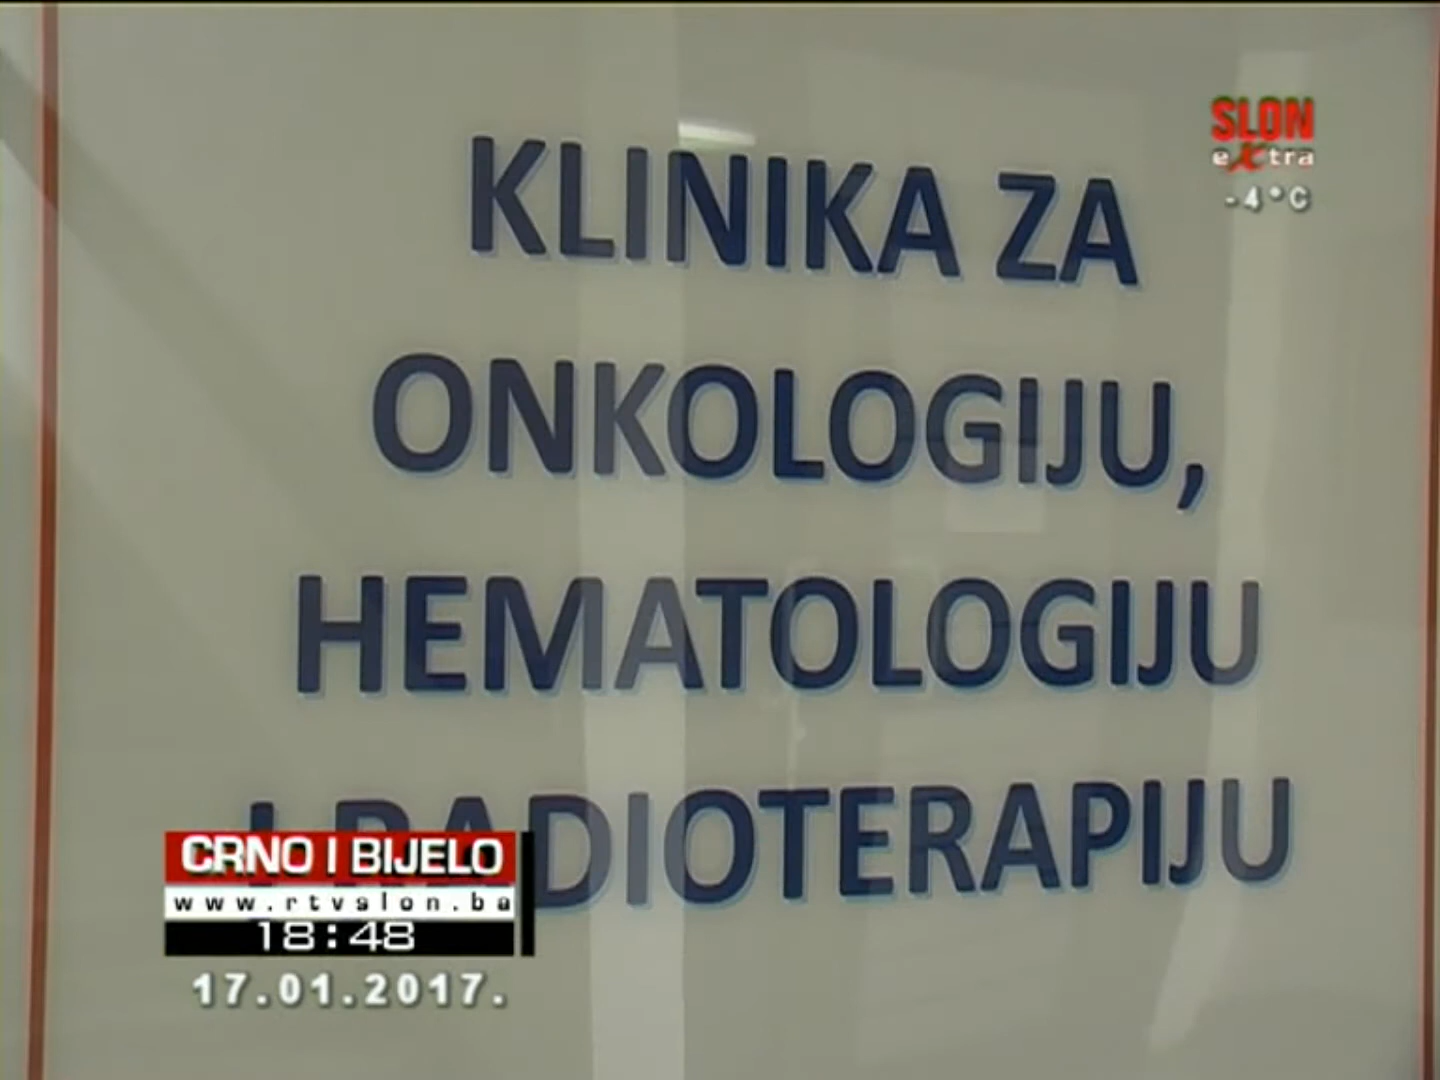 SLON
extra
-4°C
KLINIKA ZA
ONKOLOGIJU,
HEMATOLOGIJU
I RADIOTERAPIJU
CRNO I BIJELO
www.rtvslon.ba
18:48
17.01.2017.